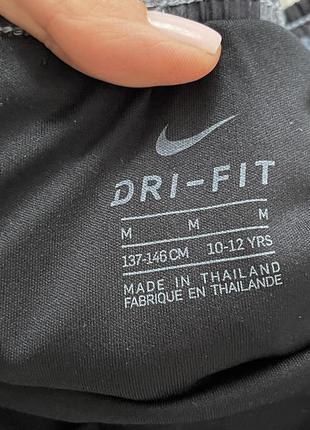 DRI-FIT
M M M
137-146 CM 10-12 YRS
MADE IN THAILAND
FABRIQUE EN THAILANDE